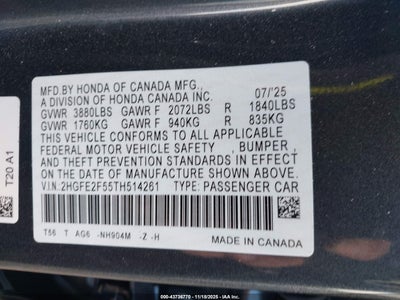 MFD.BY HONDA OF CANADA MFG., 07/'25
A DIVISION OF HONDA CANADA INC.
GVWR 3880LBS GAWR F 2072LBS R 1840LBS
GVWR 1760KG GAWR F 940KG R 835KG
THIS VEHICLE CONFORMS TO ALL APPLICABLE
FEDERAL MOTOR VEHICLE SAFETY , BUMPER ,
AND THEFT PREVENTION STANDARDS IN EFFECT
ON THE DATE OF MANUFACTURE SHOWN ABOVE.
V.I.N.:2HGFE2F55TH514261 TYPE: PASSENGER CAR
T56 T AG6 -NH904M -Z -H
MADE IN CANADA
T20 A1
000-43736770 - 11/18/2025 - IAA Inc.